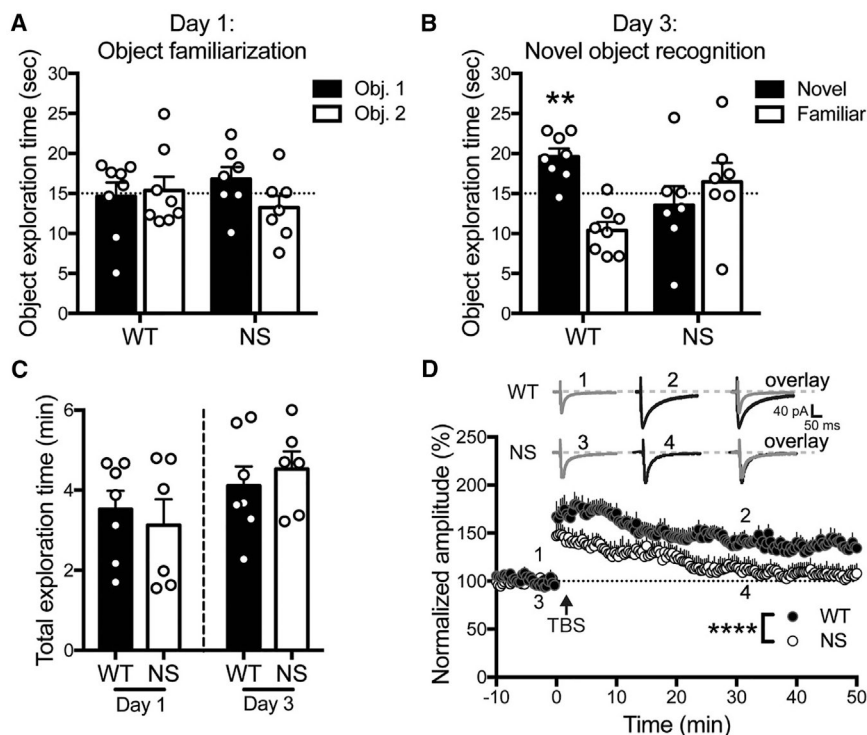 A
Day 1:
Object familiarization
Object exploration time (sec)
30
25
20
15
10
5
0
Obj. 1
Obj. 2
WT
NS
B
Day 3:
Novel object recognition
Object exploration time (sec)
30
25
20
15
10
5
0
**
Novel
Familiar
WT
NS
C
Total exploration time (min)
6
4
2
0
WT
NS
WT
NS
Day 1
Day 3
D
WT
1
2
overlay
40 pA
50 ms
NS
3
4
overlay
Normalized amplitude (%)
250
200
150
100
50
0
1
3
2
4
TBS
****
WT
NS
-10
0
10
20
30
40
50
Time (min)